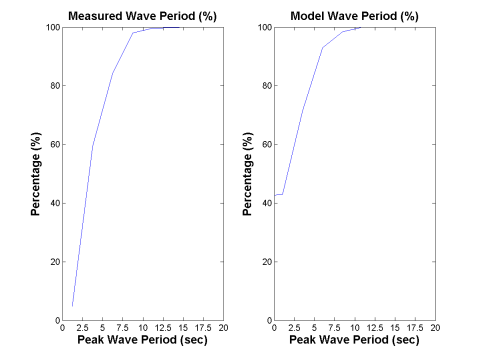 Measured Wave Period (%)
Percentage (%)
100
80
60
40
20
0
0 2.5 5 7.5 10 12.5 15 17.5 20
Peak Wave Period (sec)
Model Wave Period (%)
Percentage (%)
100
80
60
40
20
0
0 2.5 5 7.5 10 12.5 15 17.5 20
Peak Wave Period (sec)